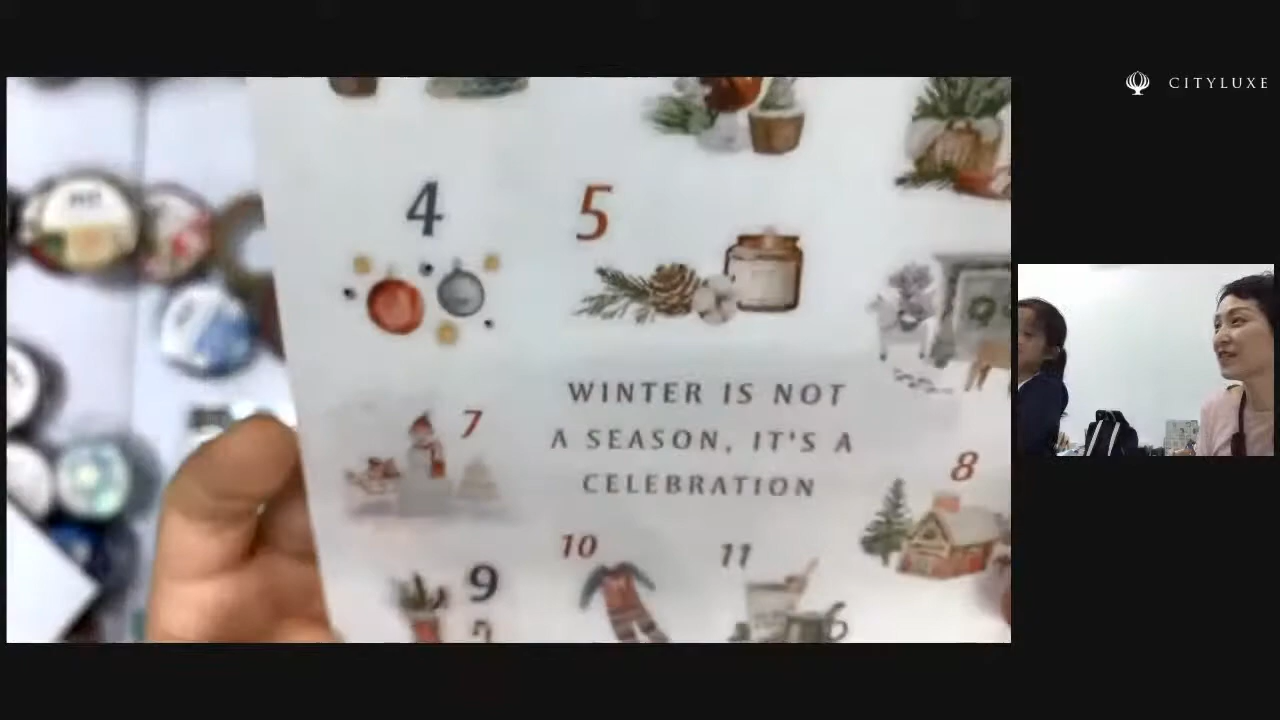 CITYLUXE
4
5
WINTER IS NOT
A SEASON, IT'S A
CELEBRATION
7
8
9
10
11